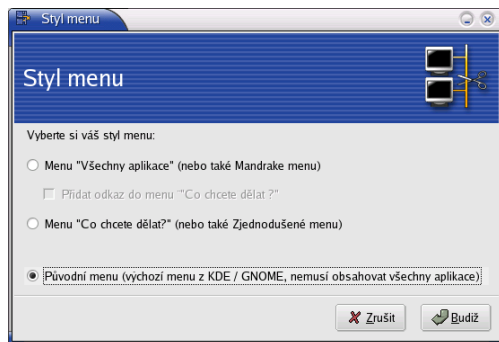 Styl menu
Styl menu
Vyberte si váš styl menu:
Menu "Všechny aplikace" (nebo také Mandrake menu)
Přidat odkaz do menu "Co chcete dělat ?"
Menu "Co chcete dělat?" (nebo také Zjednodušené menu)
Původní menu (výchozí menu z KDE / GNOME, nemusí obsahovat všechny aplikace)
Zrušit
Budiž